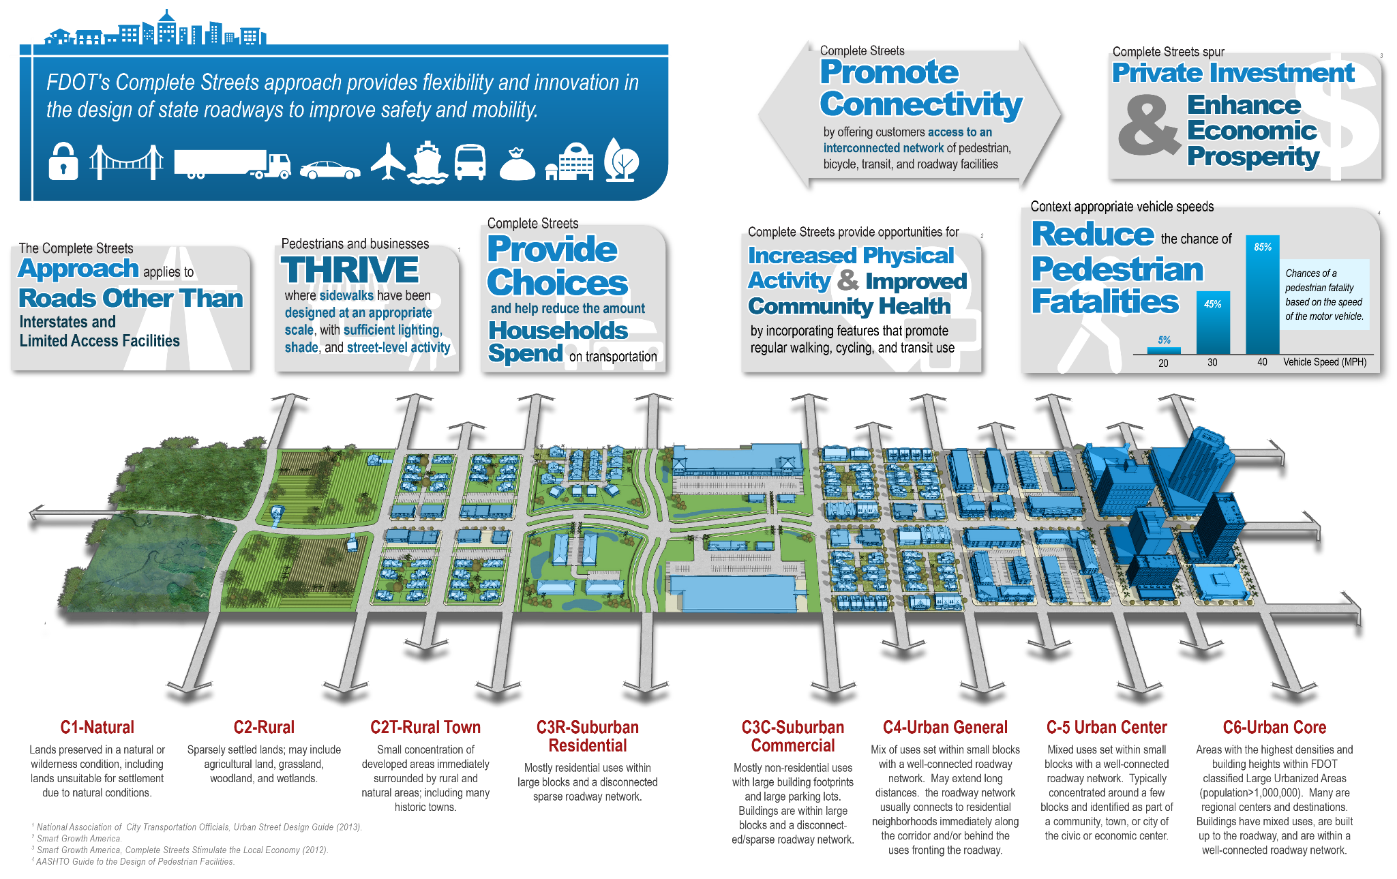 FDOT's Complete Streets approach provides flexibility and innovation in
the design of state roadways to improve safety and mobility.
Complete Streets
Promote
Connectivity
by offering customers access to an
interconnected network of pedestrian,
bicycle, transit, and roadway facilities
Complete Streets spur
3
Private Investment
& Enhance
Economic
Prosperity
$
The Complete Streets
Approach applies to
Roads Other Than
Interstates and
Limited Access Facilities
Pedestrians and businesses
1
THRIVE
where sidewalks have been
designed at an appropriate
scale, with sufficient lighting,
shade, and street-level activity
Complete Streets
Provide
Choices
and help reduce the amount
Households
Spend on transportation
Complete Streets provide opportunities for
2
Increased Physical
Activity & Improved
Community Health
by incorporating features that promote
regular walking, cycling, and transit use
Context appropriate vehicle speeds
4
Reduce the chance of
Pedestrian
Fatalities
5%
45%
85%
20
30
40
Vehicle Speed (MPH)
Chances of a
pedestrian fatality
based on the speed
of the motor vehicle.
C1-Natural
Lands preserved in a natural or
wilderness condition, including
lands unsuitable for settlement
due to natural conditions.
C2-Rural
Sparsely settled lands; may include
agricultural land, grassland,
woodland, and wetlands.
C2T-Rural Town
Small concentration of
developed areas immediately
surrounded by rural and
natural areas; including many
historic towns.
C3R-Suburban
Residential
Mostly residential uses within
large blocks and a disconnected
sparse roadway network.
C3C-Suburban
Commercial
Mostly non-residential uses
with large building footprints
and large parking lots.
Buildings are within large
blocks and a disconnect-
ed/sparse roadway network.
C4-Urban General
Mix of uses set within small blocks
with a well-connected roadway
network. May extend long
distances. the roadway network
usually connects to residential
neighborhoods immediately along
the corridor and/or behind the
uses fronting the roadway.
C-5 Urban Center
Mixed uses set within small
blocks with a well-connected
roadway network. Typically
concentrated around a few
blocks and identified as part of
a community, town, or city of
the civic or economic center.
C6-Urban Core
Areas with the highest densities and
building heights within FDOT
classified Large Urbanized Areas
(population>1,000,000). Many are
regional centers and destinations.
Buildings have mixed uses, are built
up to the roadway, and are within a
well-connected roadway network.
1 National Association of City Transportation Officials, Urban Street Design Guide (2013).
2 Smart Growth America.
3 Smart Growth America, Complete Streets Stimulate the Local Economy (2012).
4 AASHTO Guide to the Design of Pedestrian Facilities.